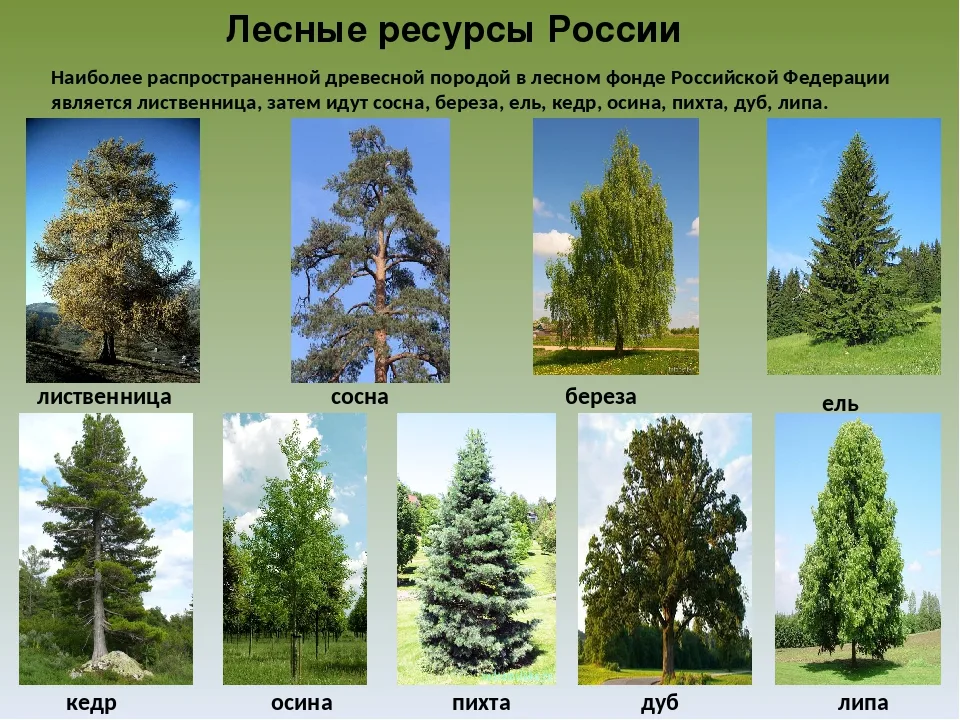 Лесные ресурсы России
Наиболее распространенной древесной породой в лесном фонде Российской Федерации
является лиственница, затем идут сосна, береза, ель, кедр, осина, пихта, дуб, липа.
лиственница
сосна
береза
ель
кедр
осина
пихта
дуб
липа